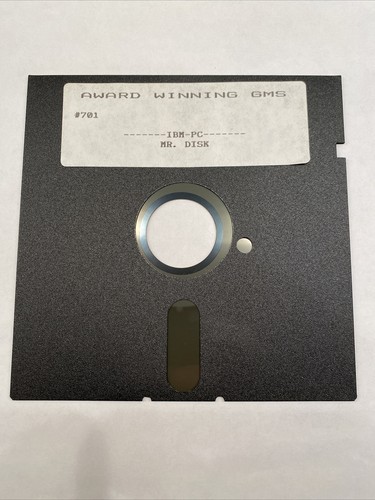 AWARD WINNING GMS
#701
-------IBM-PC-------
MR. DISK